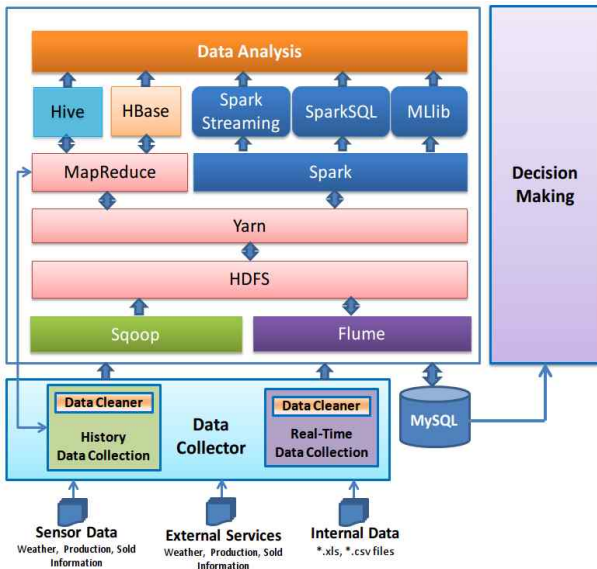 Data Analysis
Hive
HBase
Spark
Streaming
SparkSQL
MLlib
MapReduce
Spark
Yarn
HDFS
Sqoop
Flume
Decision
Making
Data Cleaner
History
Data Collection
Data
Collector
Data Cleaner
Real-Time
Data Collection
MySQL
Sensor Data
Weather, Production, Sold
Information
External Services
Weather, Production, Sold
Information
Internal Data
*.xls, *.csv files